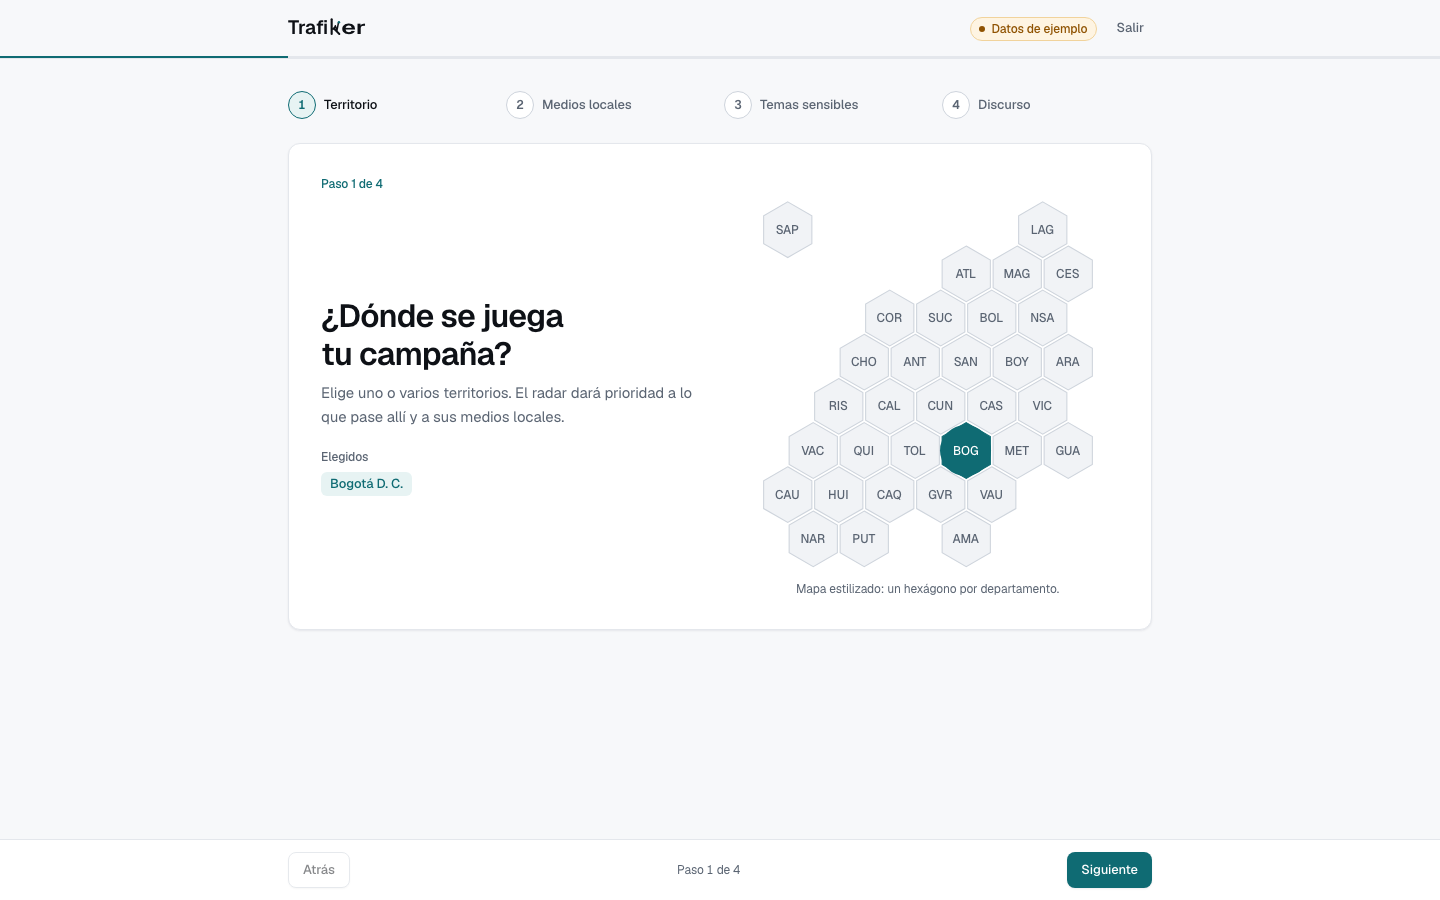 Trafiker
Datos de ejemplo
Salir
1 Territorio
2 Medios locales
3 Temas sensibles
4 Discurso
Paso 1 de 4
¿Dónde se juega
tu campaña?
Elige uno o varios territorios. El radar dará prioridad a lo
que pase allí y a sus medios locales.
Elegidos
Bogotá D. C.
SAP LAG
ATL MAG CES
COR SUC BOL NSA
CHO ANT SAN BOY ARA
RIS CAL CUN CAS VIC
VAC QUI TOL BOG MET GUA
CAU HUI CAQ GVR VAU
NAR PUT AMA
Mapa estilizado: un hexágono por departamento.
Atrás
Paso 1 de 4
Siguiente